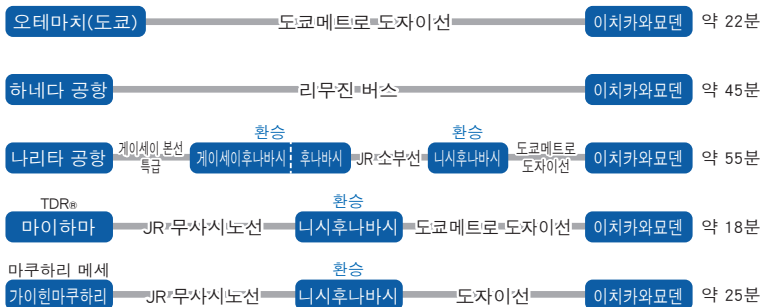 오테마치(도쿄) 도쿄메트로 도자이선 이치카와묘덴 약 22분
하네다 공항 리무진 버스 이치카와묘덴 약 45분
환승 환승
나리타 공항 게이세이 본선 특급 게이세이후나바시 후나바시 JR 소부선 니시후나바시 도쿄메트로 도자이선 이치카와묘덴 약 55분
TDR® 환승
마이하마 JR 무사시노선 니시후나바시 도쿄메트로 도자이선 이치카와묘덴 약 18분
마쿠하리 메세 환승
가이힌마쿠하리 JR 무사시노선 니시후나바시 도자이선 이치카와묘덴 약 25분